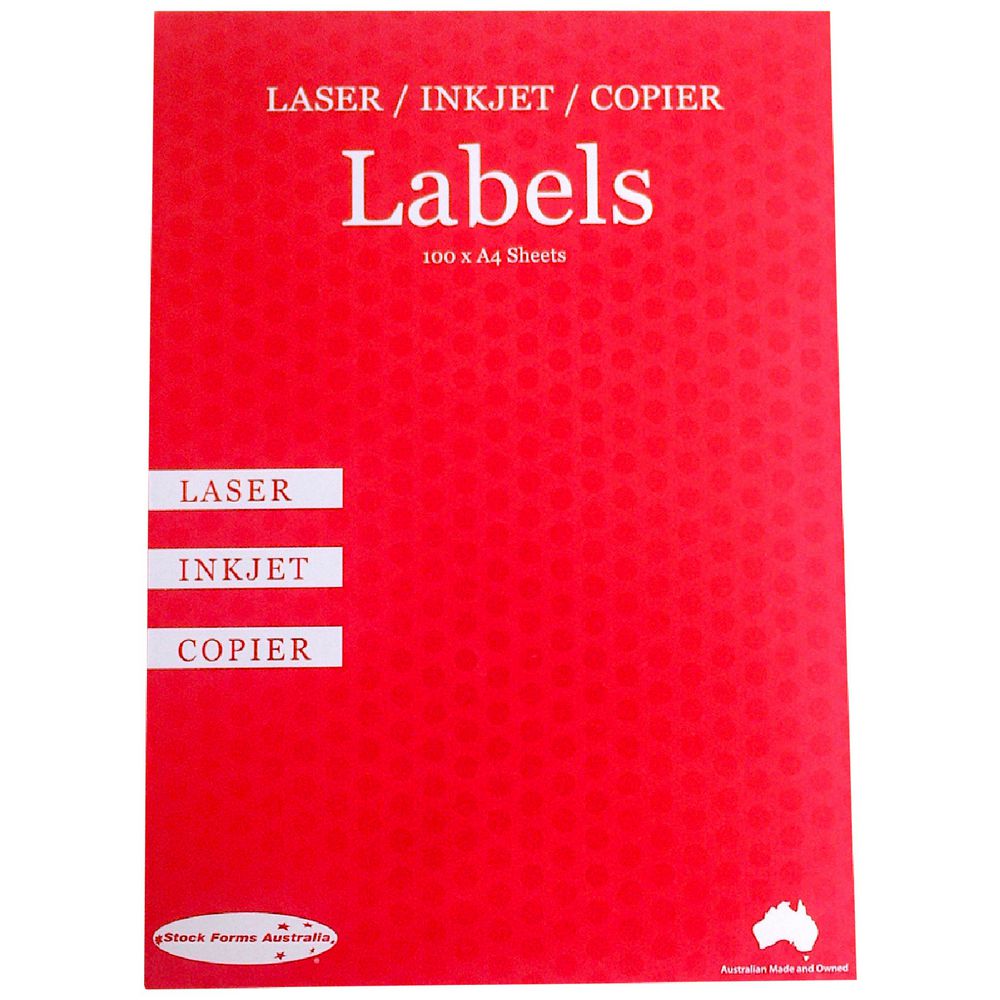 LASER / INKJET / COPIER
Labels
100 x A4 Sheets
LASER
INKJET
COPIER
Stock Forms Australia
®
Australian Made and Owned